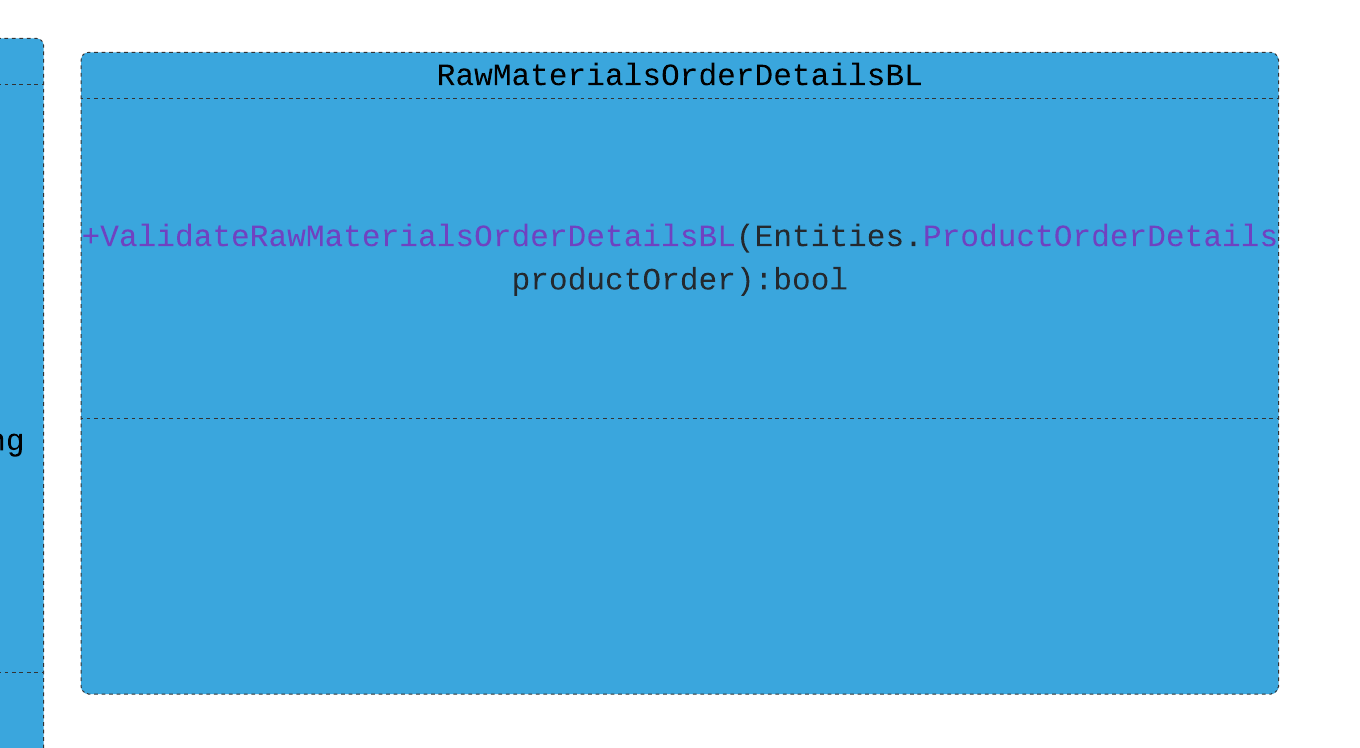 RawMaterialsOrderDetailsBL
+ValidateRawMaterialsOrderDetailsBL(Entities.ProductOrderDetails
productOrder):bool